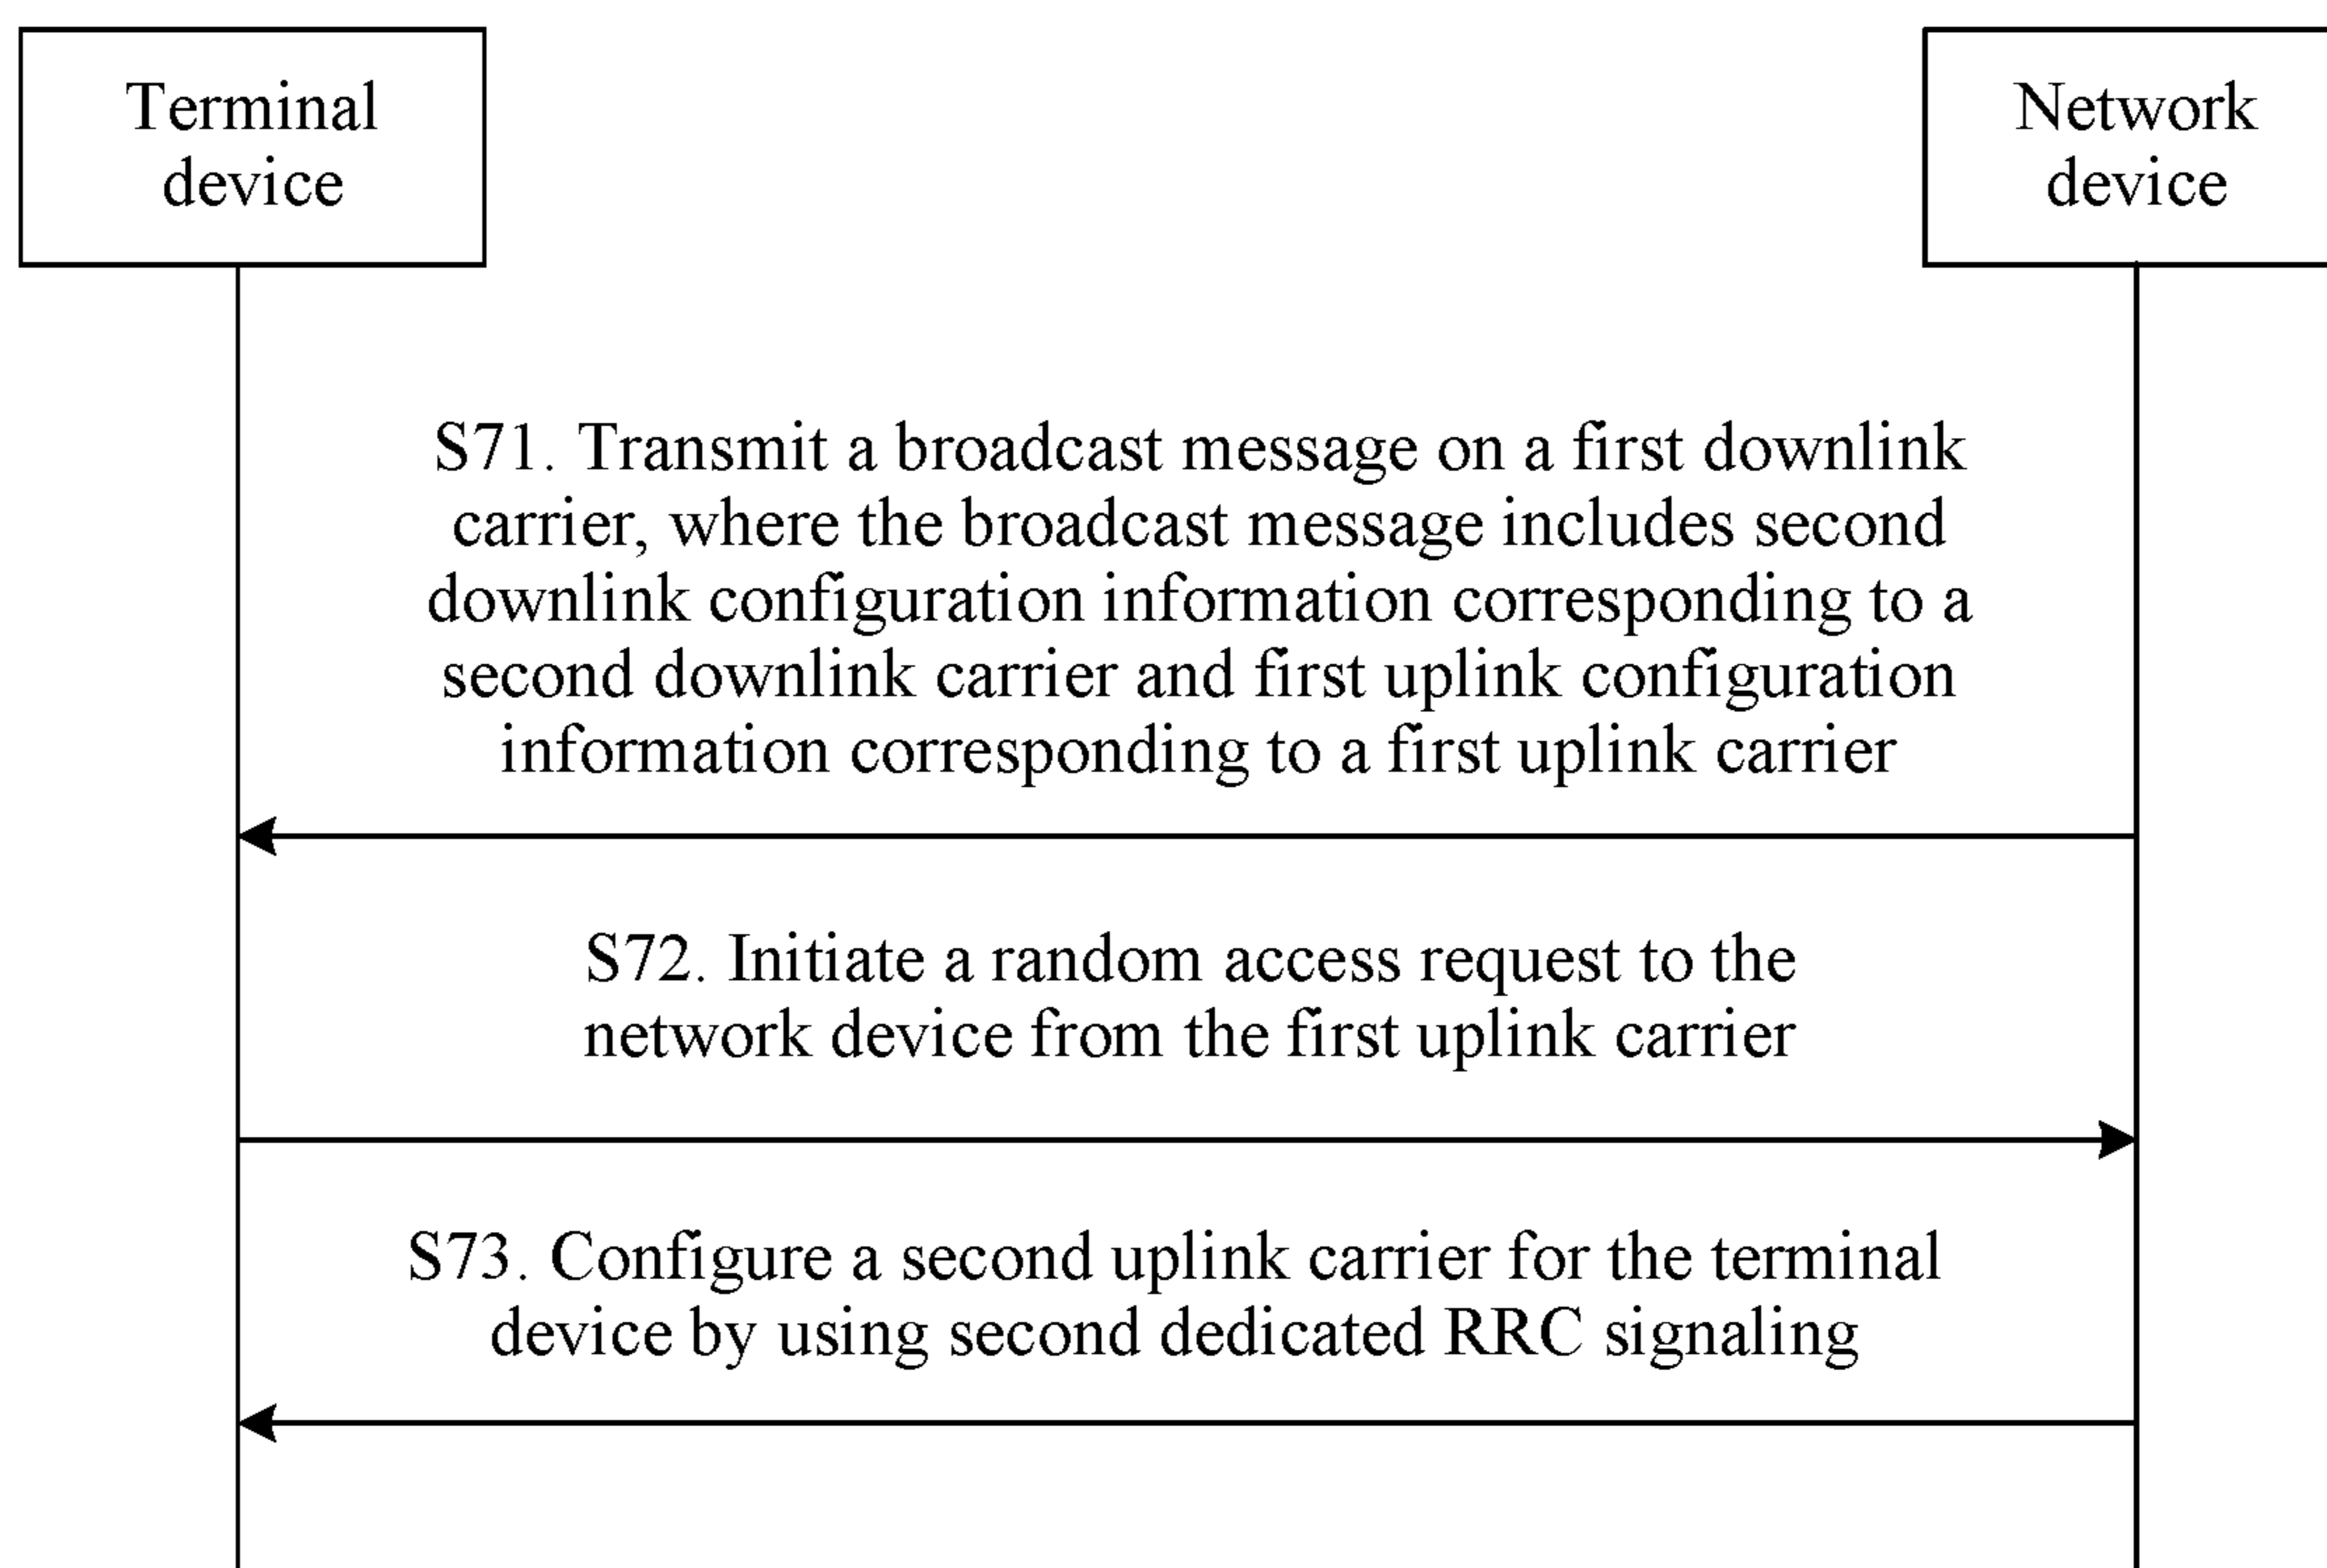 Terminal
device
Network
device
S71. Transmit a broadcast message on a first downlink
carrier, where the broadcast message includes second
downlink configuration information corresponding to a
second downlink carrier and first uplink configuration
information corresponding to a first uplink carrier
S72. Initiate a random access request to the
network device from the first uplink carrier
S73. Configure a second uplink carrier for the terminal
device by using second dedicated RRC signaling